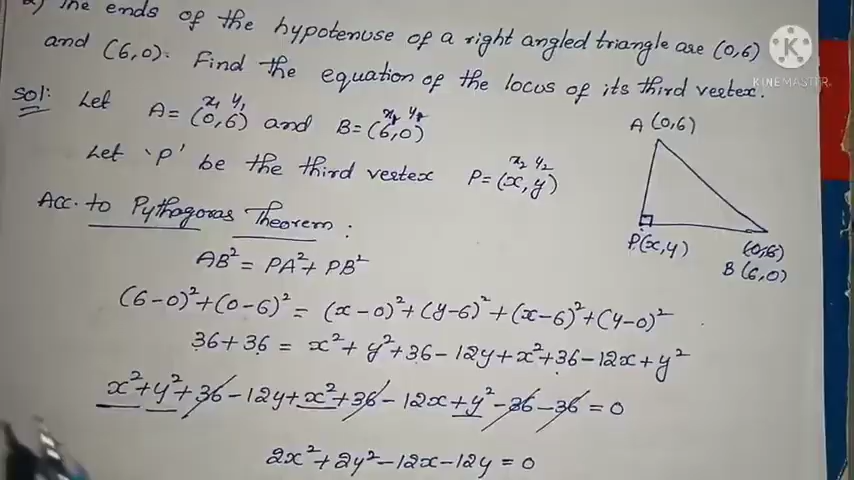 The ends of the hypotenuse of a right angled triangle are (0,6)
and (6,0). Find the equation of the locus of its third vertex.
KINEMASTER
Sol: Let A = (0,6) and B = (6,0)
x₁ y₁
Let 'P' be the third vertex P = (x,y)
x₂ y₂
Acc. to Pythagoras Theorem :
AB² = PA² + PB²
(6-0)² + (0-6)² = (x-0)² + (y-6)² + (x-6)² + (y-0)²
36 + 36 = x² + y² + 36 - 12y + x² + 36 - 12x + y²
x² + y² + 36 - 12y + x² + 36 - 12x + y² - 36 - 36 = 0
2x² + 2y² - 12x - 12y = 0
A (0,6)
P(x,y)
(0,6)
B (6,0)